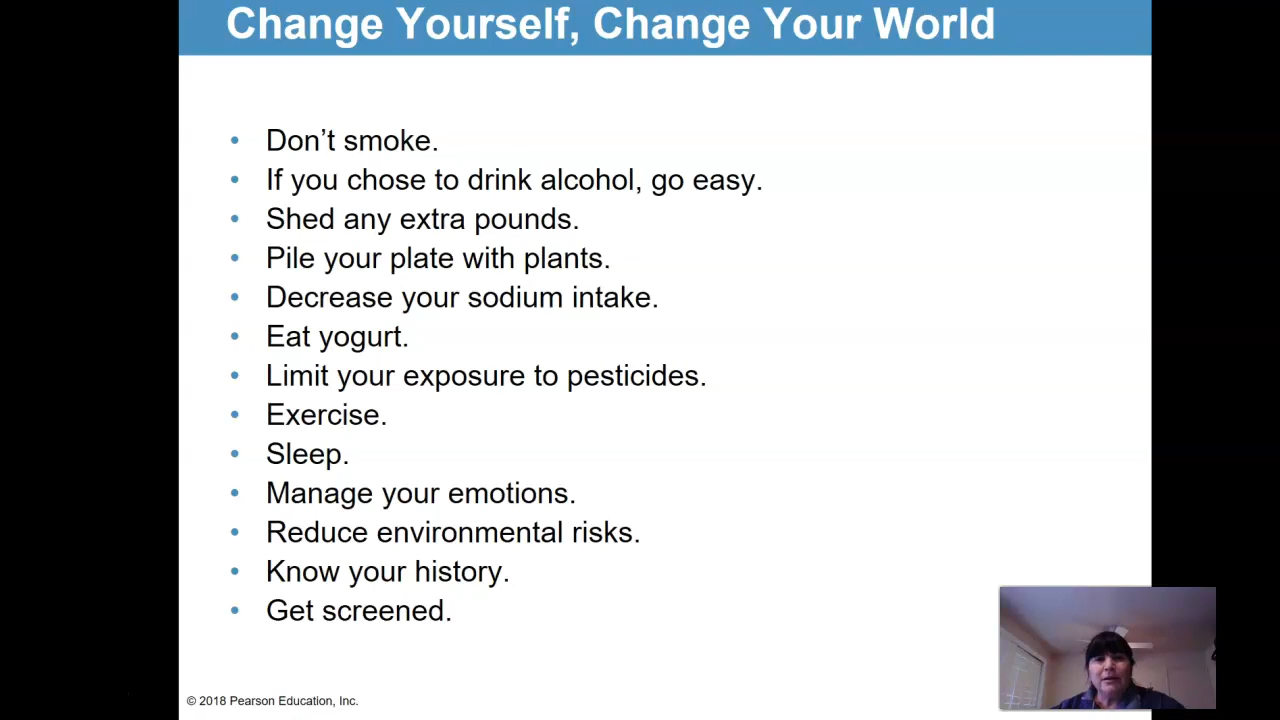 Change Yourself, Change Your World
• Don’t smoke.
• If you chose to drink alcohol, go easy.
• Shed any extra pounds.
• Pile your plate with plants.
• Decrease your sodium intake.
• Eat yogurt.
• Limit your exposure to pesticides.
• Exercise.
• Sleep.
• Manage your emotions.
• Reduce environmental risks.
• Know your history.
• Get screened.
© 2018 Pearson Education, Inc.